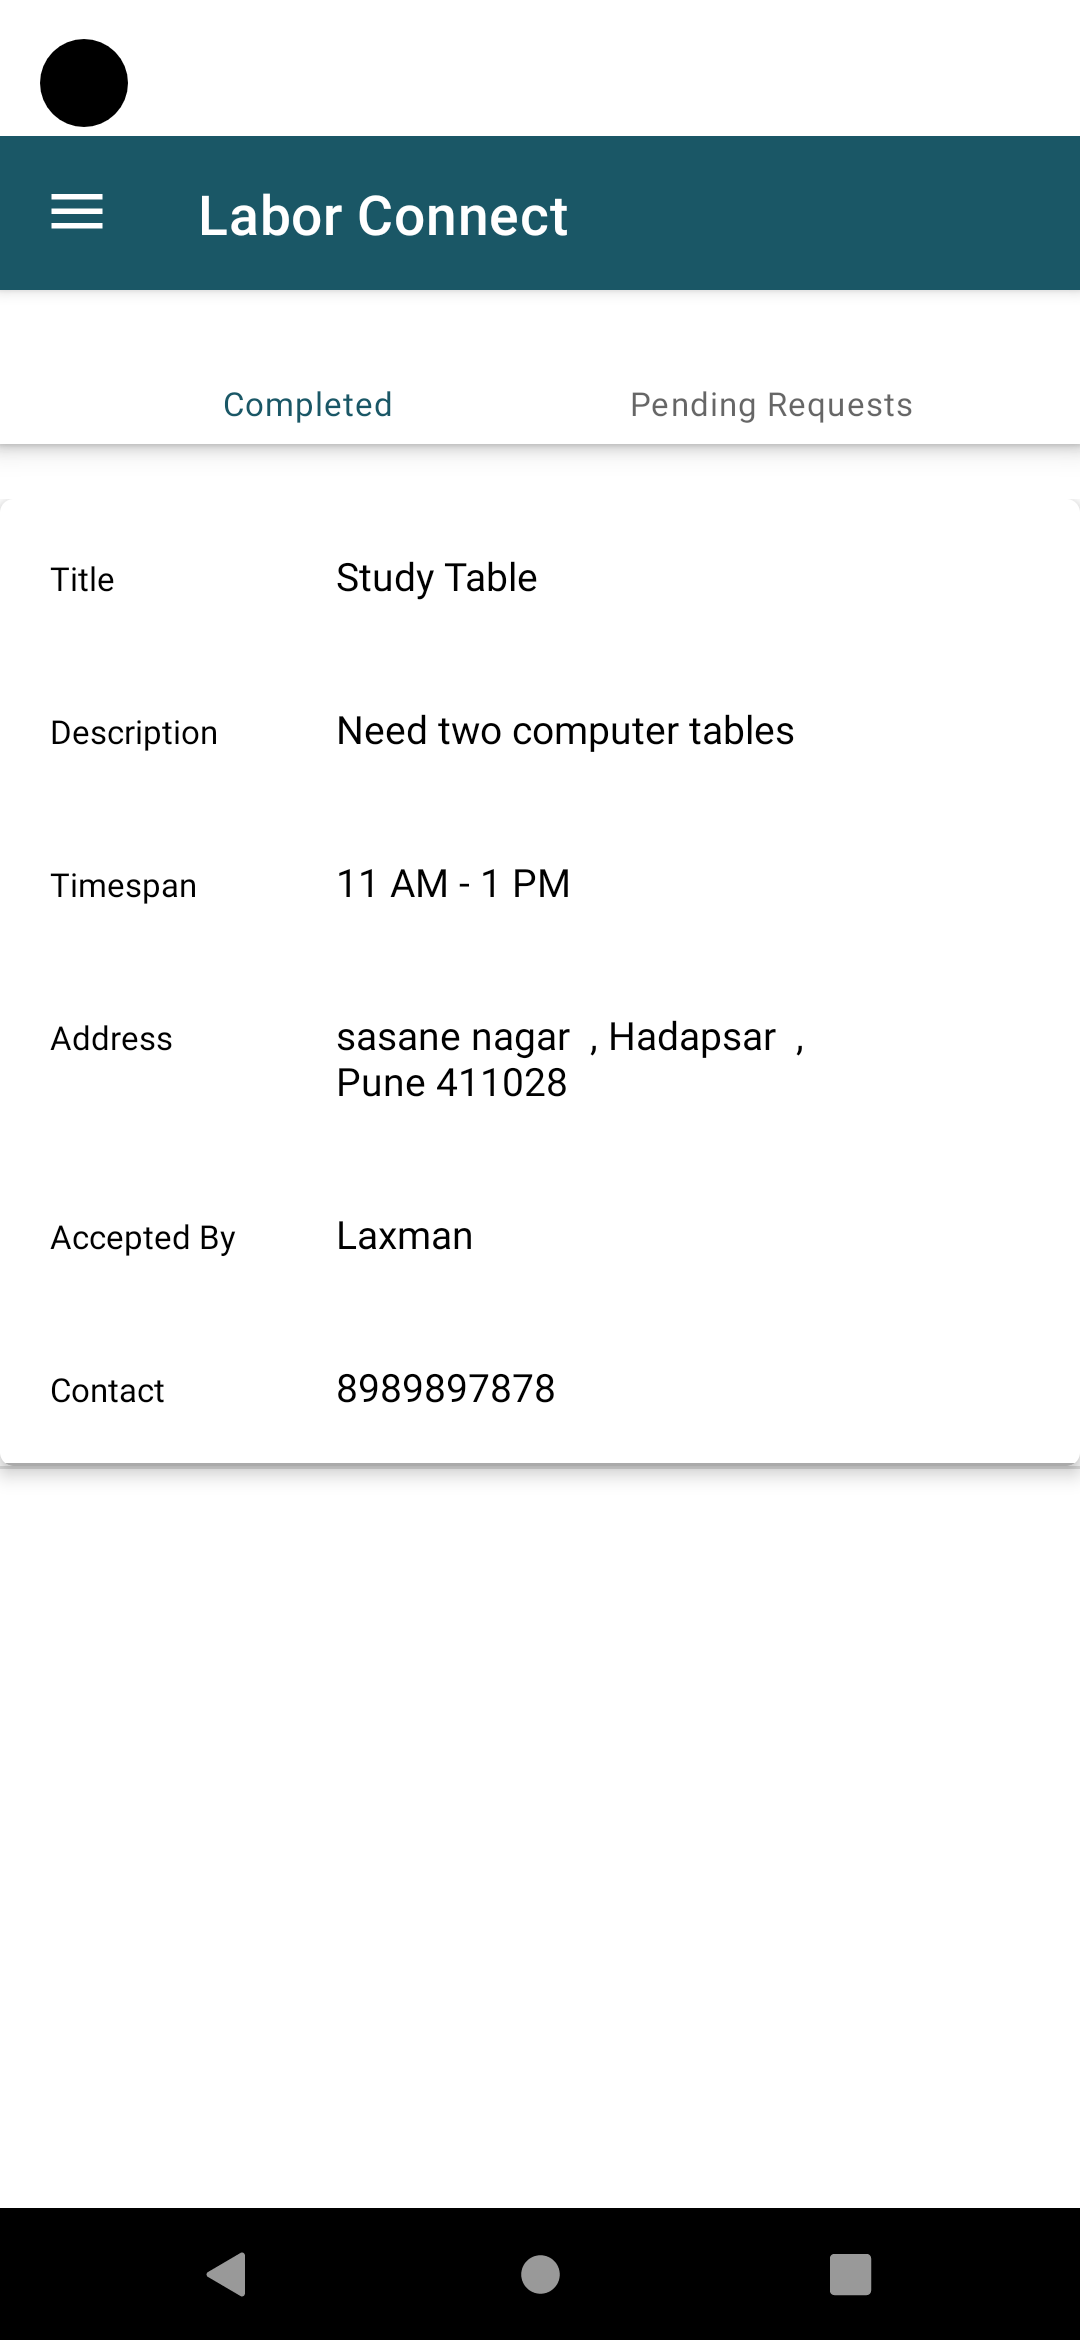 Labor Connect
Completed Pending Requests
Title Study Table
Description Need two computer tables
Timespan 11 AM - 1 PM
Address sasane nagar  , Hadapsar  ,
Pune 411028
Accepted By Laxman
Contact 8989897878